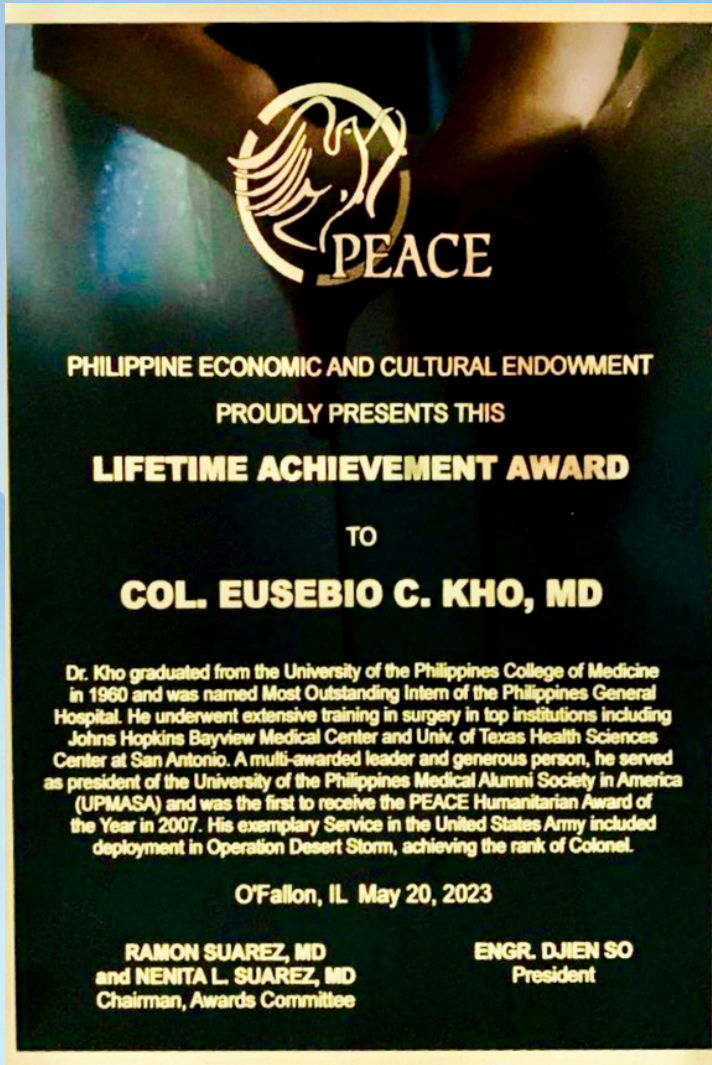 PEACE
PHILIPPINE ECONOMIC AND CULTURAL ENDOWMENT
PROUDLY PRESENTS THIS
LIFETIME ACHIEVEMENT AWARD
TO
COL. EUSEBIO C. KHO, MD
Dr. Kho graduated from the University of the Philippines College of Medicine
in 1960 and was named Most Outstanding Intern of the Philippines General
Hospital. He underwent extensive training in surgery in top institutions including
Johns Hopkins Bayview Medical Center and Univ. of Texas Health Sciences
Center at San Antonio. A multi-awarded leader and generous person, he served
as president of the University of the Philippines Medical Alumni Society in America
(UPMASA) and was the first to receive the PEACE Humanitarian Award of
the Year in 2007. His exemplary Service in the United States Army included
deployment in Operation Desert Storm, achieving the rank of Colonel.
O'Fallon, IL May 20, 2023
RAMON SUAREZ, MD
and NENITA L. SUAREZ, MD
Chairman, Awards Committee
ENGR. DJIEN SO
President